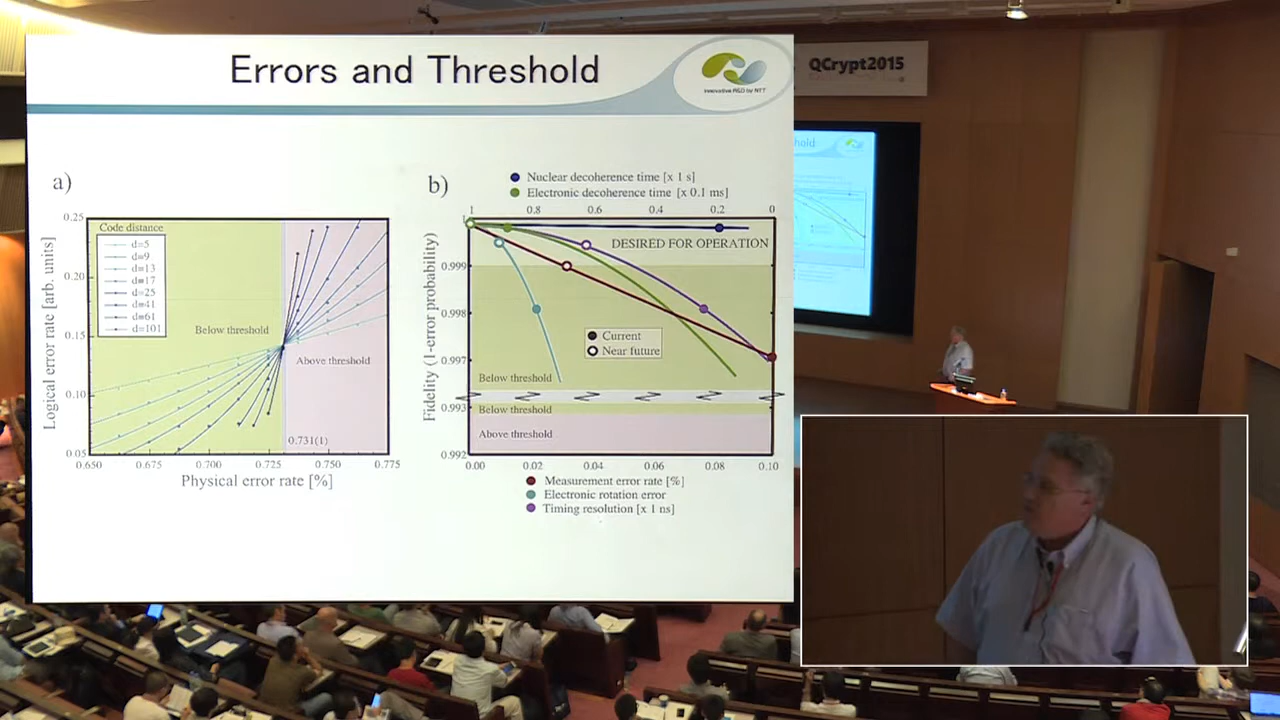 Errors and Threshold
Innovative R&D by NTT
QCrypt2015
a)
Code distance
d=5
d=9
d=13
d=17
d=25
d=41
d=61
d=101
Below threshold
Above threshold
0.731(1)
Logical error rate [arb. units]
0.25
0.20
0.15
0.10
0.05
0.650
0.675
0.700
0.725
0.750
0.775
Physical error rate [%]
b)
Nuclear decoherence time [x 1 s]
Electronic decoherence time [x 0.1 ms]
1
0.8
0.6
0.4
0.2
0
DESIRED FOR OPERATION
Fidelity (1-error probability)
1
0.999
0.998
0.997
0.993
0.992
Current
Near future
Below threshold
Below threshold
Above threshold
0.00
0.02
0.04
0.06
0.08
0.10
Measurement error rate [%]
Electronic rotation error
Timing resolution [x 1 ns]
hold